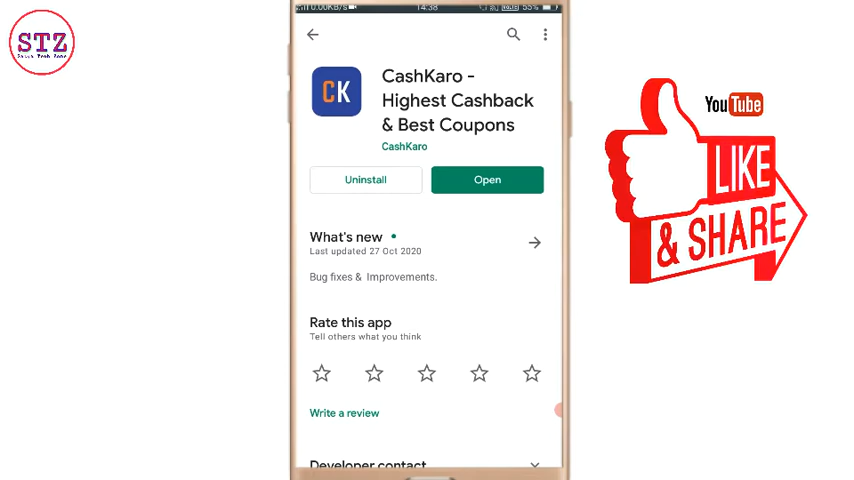 STZ
14:38
55%
CashKaro -
Highest Cashback
& Best Coupons
CashKaro
Uninstall
Open
What's new
Last updated 27 Oct 2020
Bug fixes & Improvements.
Rate this app
Tell others what you think
Write a review
Developer contact
YouTube
LIKE
& SHARE